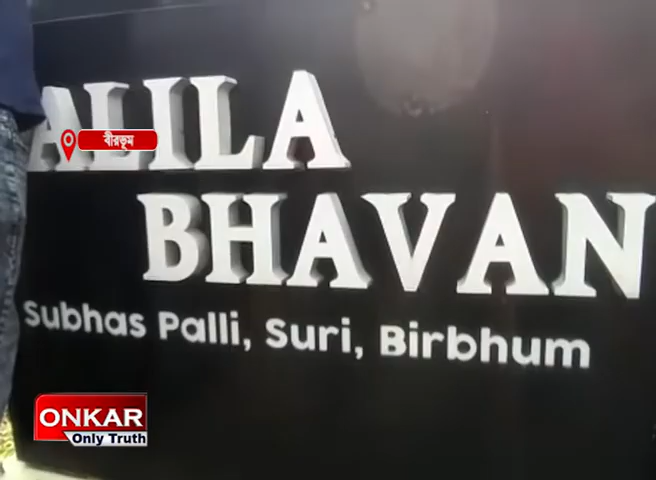 ALILA
বীরভূম
BHAVAN
Subhas Palli, Suri, Birbhum
ONKAR
Only Truth